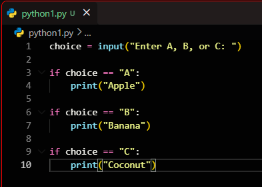 python1.py U X
python1.py > ...
1 choice = input("Enter A, B, or C: ")
2
3 if choice == "A":
4     print("Apple")
5
6 if choice == "B":
7     print("Banana")
8
9 if choice == "C":
10     print("Coconut")